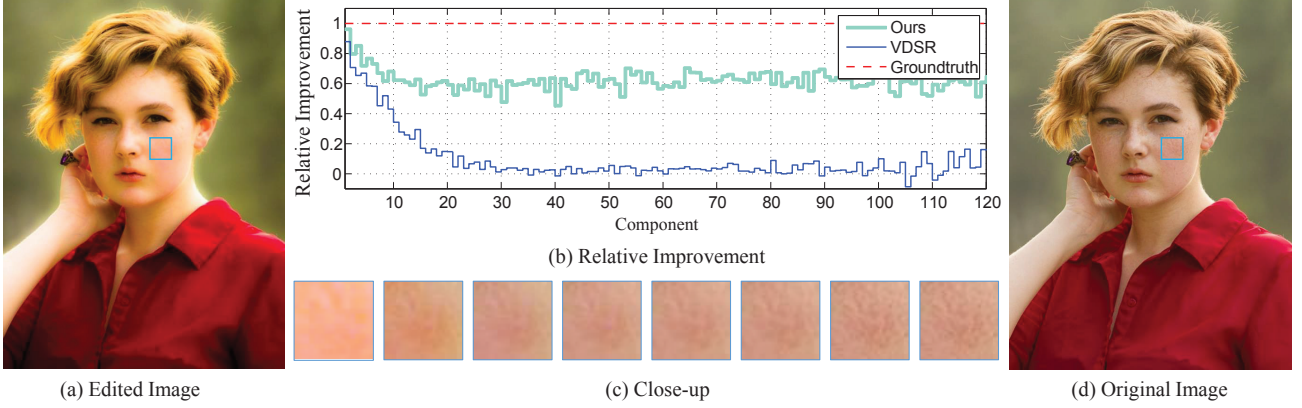 1
0.8
0.6
0.4
0.2
0
Relative Improvement
Ours
VDSR
Groundtruth
10 20 30 40 50 60 70 80 90 100 110 120
Component
(b) Relative Improvement
(a) Edited Image
(c) Close-up
(d) Original Image